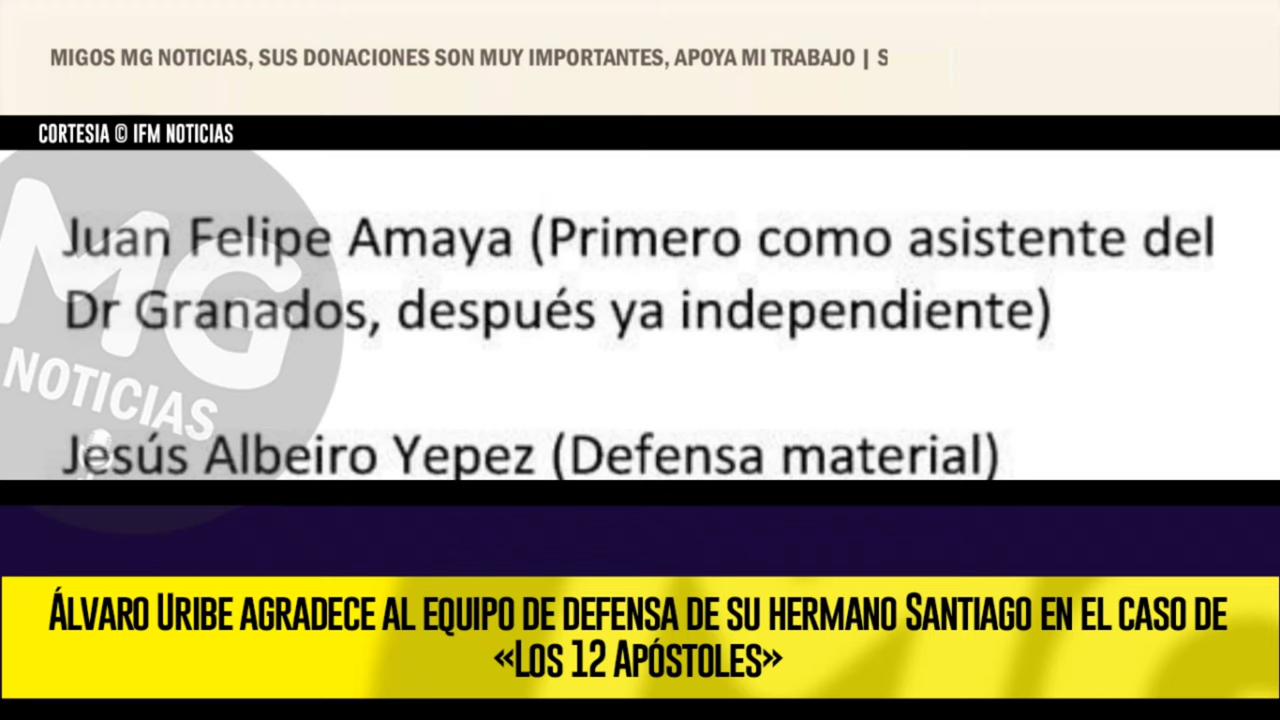 MIGOS MG NOTICIAS, SUS DONACIONES SON MUY IMPORTANTES, APOYA MI TRABAJO | S
CORTESIA © IFM NOTICIAS
MG
NOTICIAS
Juan Felipe Amaya (Primero como asistente del
Dr Granados, después ya independiente)
Jesús Albeiro Yepez (Defensa material)
ÁLVARO URIBE AGRADECE AL EQUIPO DE DEFENSA DE SU HERMANO SANTIAGO EN EL CASO DE
«LOS 12 APÓSTOLES»